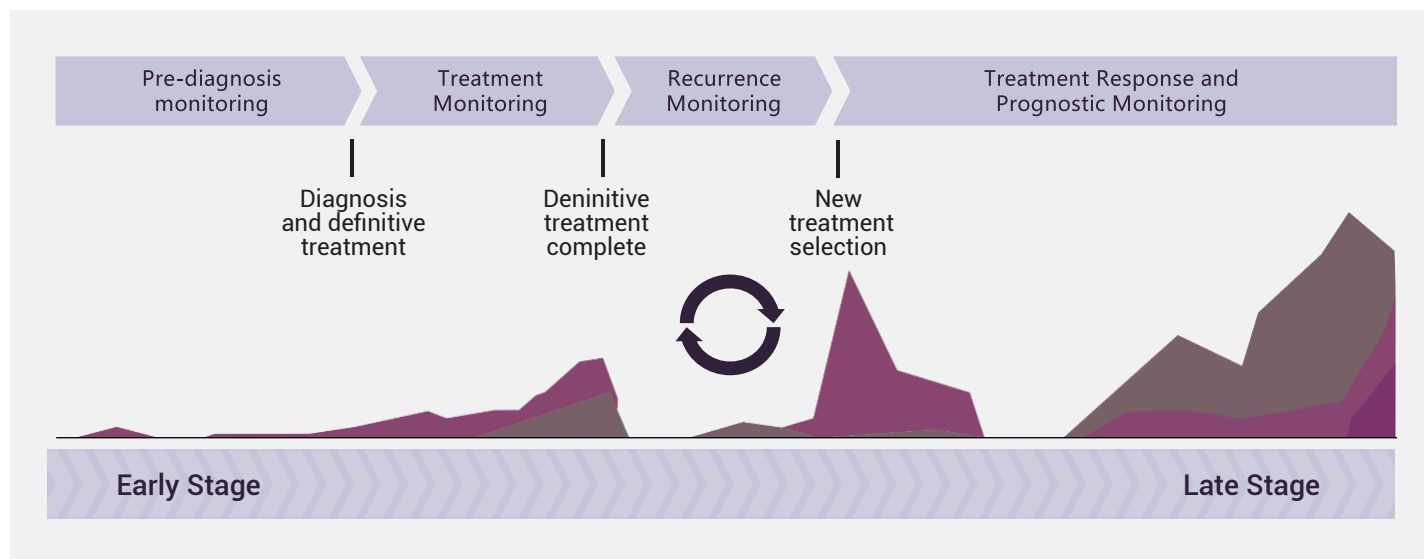 Pre-diagnosis
monitoring
Treatment
Monitoring
Recurrence
Monitoring
Treatment Response and
Prognostic Monitoring
Diagnosis
and definitive
treatment
Deninitive
treatment
complete
New
treatment
selection
Early Stage
Late Stage